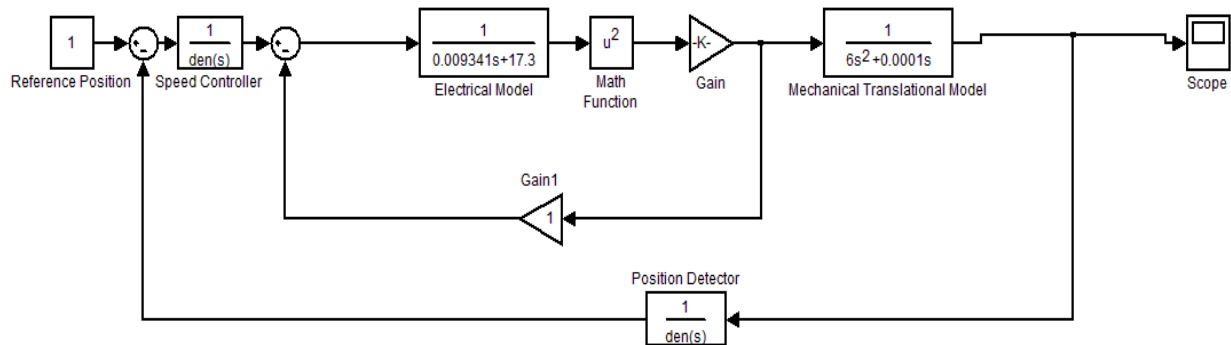 1
Reference Position
+
-
1
den(s)
Speed Controller
+
-
1
0.009341s+17.3
Electrical Model
u2
Math
Function
-K-
Gain
1
6s2+0.0001s
Mechanical Translational Model
Scope
Gain1
1
Position Detector
1
den(s)